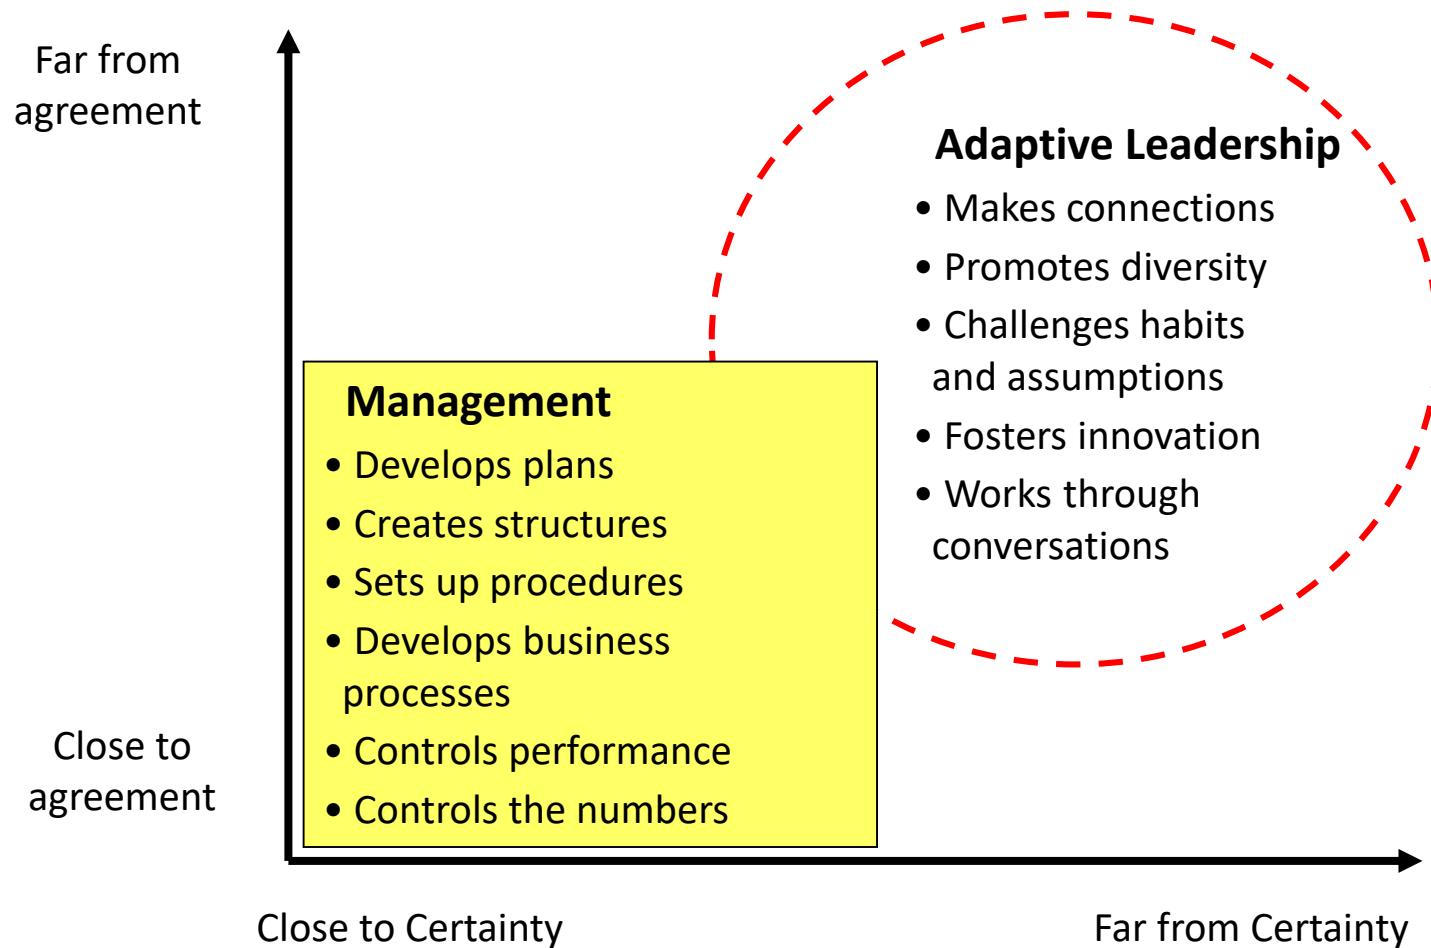 Far from
agreement
Adaptive Leadership
• Makes connections
• Promotes diversity
• Challenges habits
and assumptions
• Fosters innovation
• Works through
conversations
Management
• Develops plans
• Creates structures
• Sets up procedures
• Develops business
processes
• Controls performance
• Controls the numbers
Close to
agreement
Close to Certainty
Far from Certainty